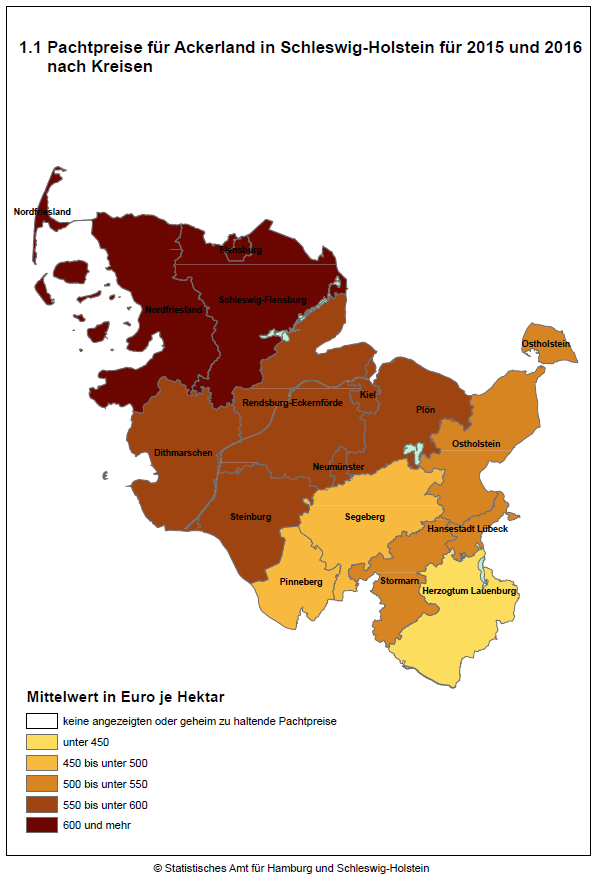 1.1 Pachtpreise für Ackerland in Schleswig-Holstein für 2015 und 2016
nach Kreisen
Nordfriesland
Flensburg
Schleswig-Flensburg
Nordfriesland
Ostholstein
Kiel
Rendsburg-Eckernförde
Plön
Ostholstein
Dithmarschen
Neumünster
Steinburg
Segeberg
Hansestadt Lübeck
Pinneberg
Stormarn
Herzogtum Lauenburg
Mittelwert in Euro je Hektar
keine angezeigten oder geheim zu haltende Pachtpreise
unter 450
450 bis unter 500
500 bis unter 550
550 bis unter 600
600 und mehr
© Statistisches Amt für Hamburg und Schleswig-Holstein